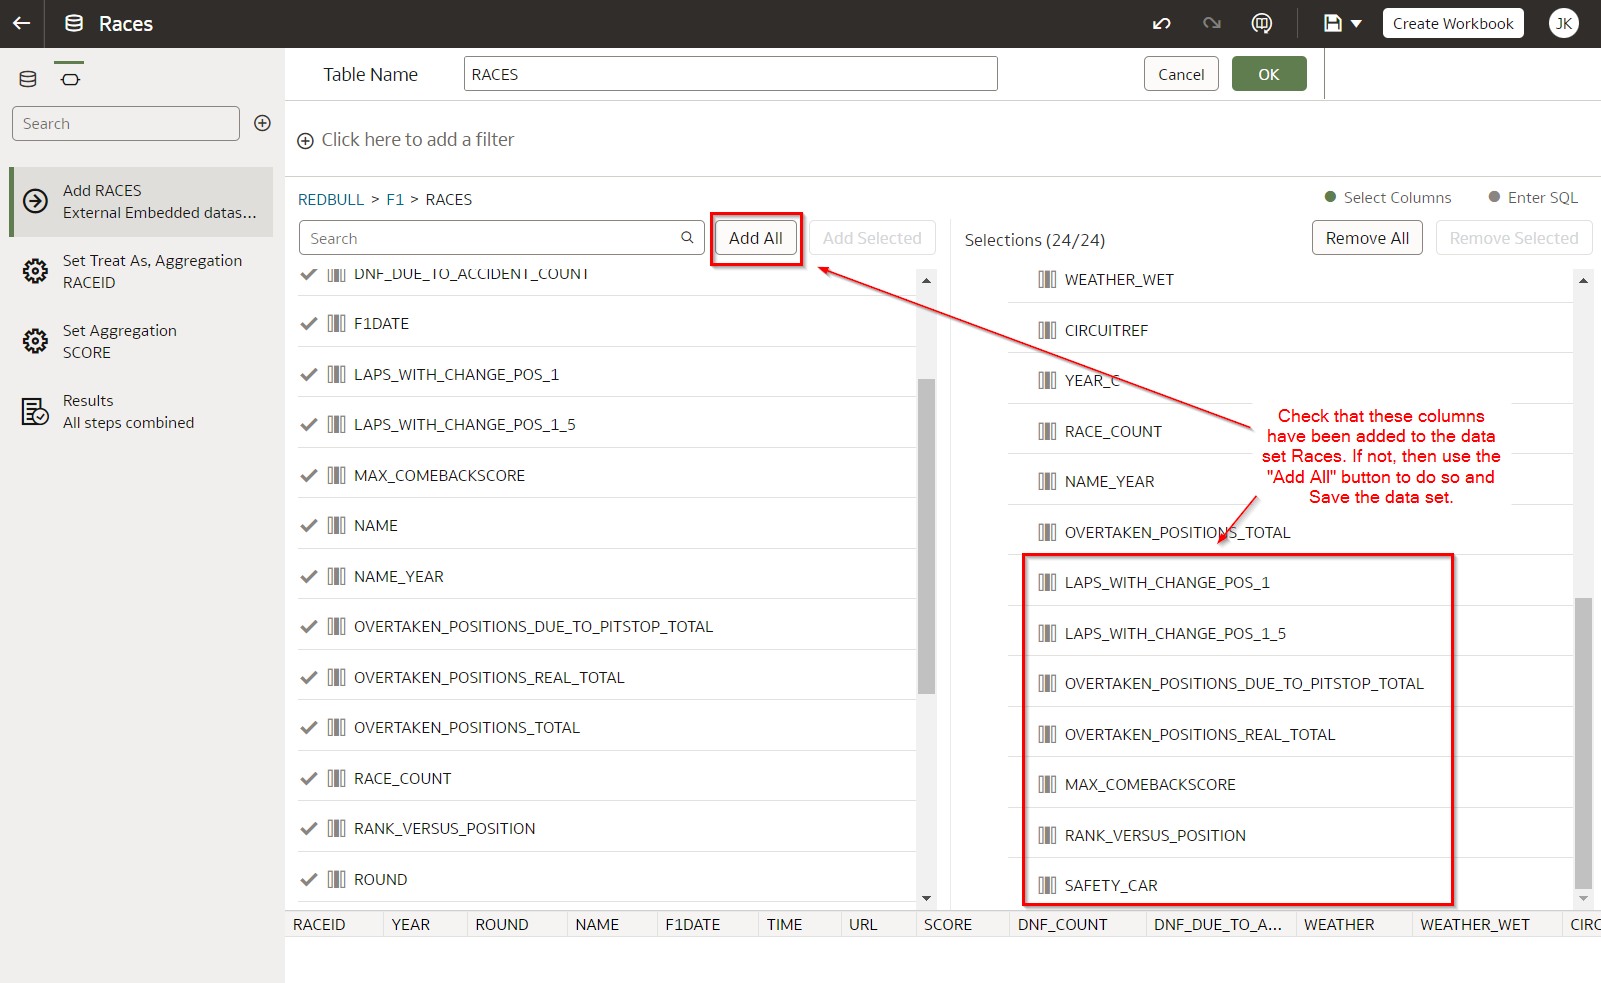 Races
Create Workbook
JK
Search
Add RACES
External Embedded datas...
Set Treat As, Aggregation
RACEID
Set Aggregation
SCORE
Results
All steps combined
Table Name
RACES
Cancel
OK
Click here to add a filter
REDBULL > F1 > RACES
Select Columns
Enter SQL
Search
Add All
Add Selected
Selections (24/24)
Remove All
Remove Selected
DNF_DUE_TO_ACCIDENT_COUNT
F1DATE
LAPS_WITH_CHANGE_POS_1
LAPS_WITH_CHANGE_POS_1_5
MAX_COMEBACKSCORE
NAME
NAME_YEAR
OVERTAKEN_POSITIONS_DUE_TO_PITSTOP_TOTAL
OVERTAKEN_POSITIONS_REAL_TOTAL
OVERTAKEN_POSITIONS_TOTAL
RACE_COUNT
RANK_VERSUS_POSITION
ROUND
WEATHER_WET
CIRCUITREF
YEAR_C
RACE_COUNT
NAME_YEAR
OVERTAKEN_POSITIONS_TOTAL
LAPS_WITH_CHANGE_POS_1
LAPS_WITH_CHANGE_POS_1_5
OVERTAKEN_POSITIONS_DUE_TO_PITSTOP_TOTAL
OVERTAKEN_POSITIONS_REAL_TOTAL
MAX_COMEBACKSCORE
RANK_VERSUS_POSITION
SAFETY_CAR
Check that these columns
have been added to the data
set Races. If not, then use the
"Add All" button to do so and
Save the data set.
RACEID YEAR ROUND NAME F1DATE TIME URL SCORE DNF_COUNT DNF_DUE_TO_A... WEATHER WEATHER_WET CIRC